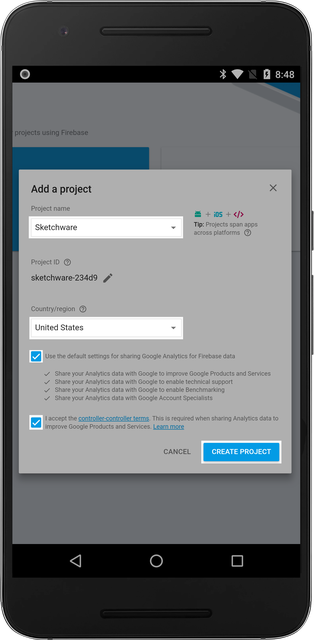 8:48
projects using Firebase
Add a project
Project name
Sketchware
+ iOS + </>
Tip: Projects span apps
across platforms
Project ID
sketchware-234d9
Country/region
United States
Use the default settings for sharing Google Analytics for Firebase data
Share your Analytics data with Google to improve Google Products and Services
Share your Analytics data with Google to enable technical support
Share your Analytics data with Google to enable Benchmarking
Share your Analytics data with Google Account Specialists
I accept the controller-controller terms. This is required when sharing Analytics data to
improve Google Products and Services. Learn more
CANCEL
CREATE PROJECT